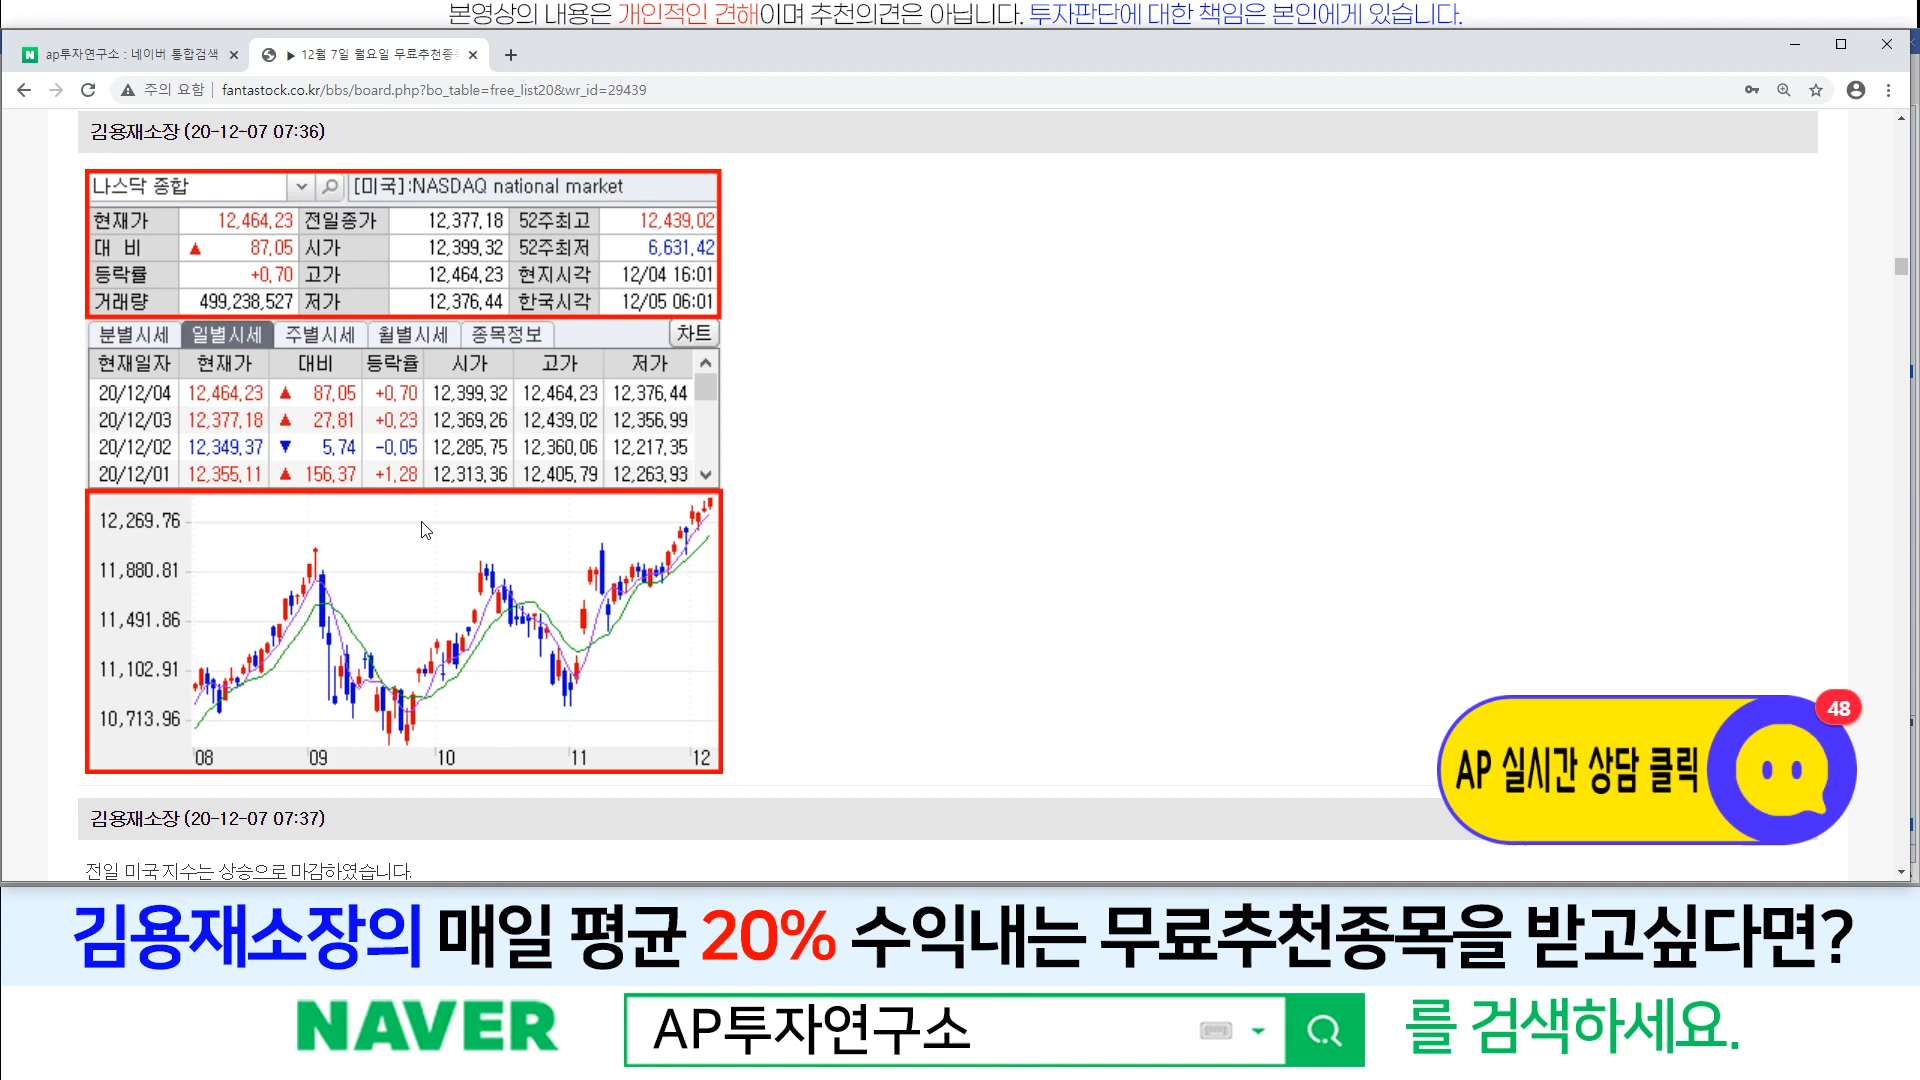 본영상의 내용은 개인적인 견해이며 추천의견은 아닙니다. 투자판단에 대한 책임은 본인에게 있습니다.
ap투자연구소 : 네이버 통합검색
▶ 12월 7일 월요일 무료추천종
주의 요함 | fantastock.co.kr/bbs/board.php?bo_table=free_list20&wr_id=29439
김용재소장 (20-12-07 07:36)
나스닥 종합 [미국]:NASDAQ national market
현재가 12,464.23 전일종가 12,377.18 52주최고 12,439.02
대 비 ▲ 87.05 시가 12,399.32 52주최저 6,631.42
등락률 +0.70 고가 12,464.23 현지시각 12/04 16:01
거래량 499,238,527 저가 12,376.44 한국시각 12/05 06:01
분별시세 일별시세 주별시세 월별시세 종목정보 차트
현재일자 현재가 대비 등락율 시가 고가 저가
20/12/04 12,464.23 ▲ 87.05 +0.70 12,399.32 12,464.23 12,376.44
20/12/03 12,377.18 ▲ 27.81 +0.23 12,369.26 12,439.02 12,356.99
20/12/02 12,349.37 ▼ 5.74 -0.05 12,285.75 12,360.06 12,217.35
20/12/01 12,355.11 ▲ 156.37 +1.28 12,313.36 12,405.79 12,263.93
12,269.76
11,880.81
11,491.86
11,102.91
10,713.96
08 09 10 11 12
48
AP 실시간 상담 클릭
김용재소장 (20-12-07 07:37)
전일 미국 지수는 상승으로 마감하였습니다.
김용재소장의 매일 평균 20% 수익내는 무료추천종목을 받고싶다면?
NAVER AP투자연구소 를 검색하세요.